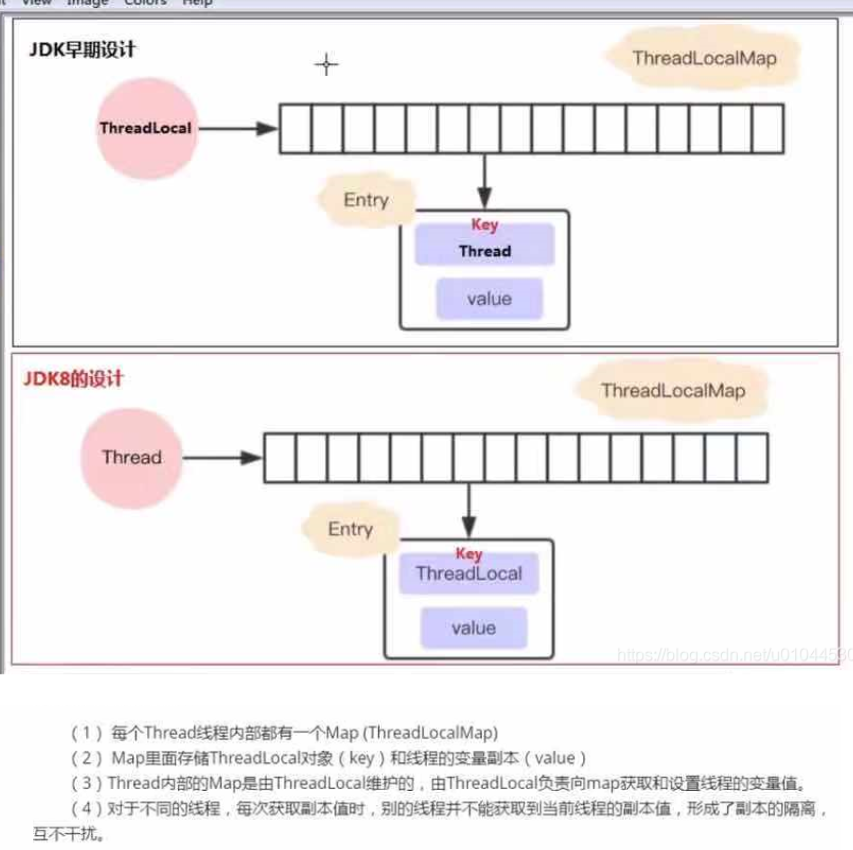 View Image Colors Help
JDK早期设计
ThreadLocalMap
ThreadLocal
Entry
Key
Thread
value
JDK8的设计
ThreadLocalMap
Thread
Entry
Key
ThreadLocal
value
https://blog.csdn.net/u01044530
（1）每个Thread线程内部都有一个Map (ThreadLocalMap)
（2） Map里面存储ThreadLocal对象（key）和线程的变量副本（value）
（3）Thread内部的Map是由ThreadLocal维护的，由ThreadLocal负责向map获取和设置线程的变量值。
（4）对于不同的线程，每次获取副本值时，别的线程并不能获取到当前线程的副本值，形成了副本的隔离，
互不干扰。